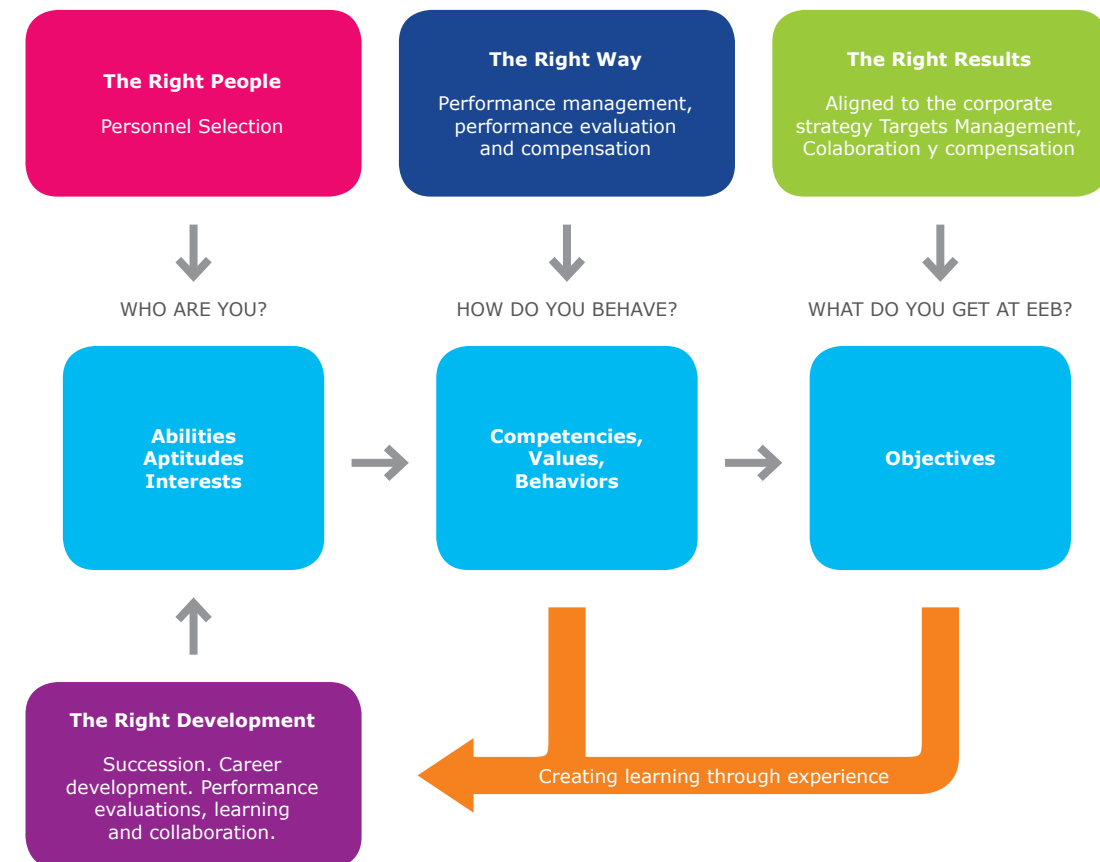 The Right People
Personnel Selection
The Right Way
Performance management,
performance evaluation
and compensation
The Right Results
Aligned to the corporate
strategy Targets Management,
Colaboration y compensation
WHO ARE YOU?
HOW DO YOU BEHAVE?
WHAT DO YOU GET AT EEB?
Abilities
Aptitudes
Interests
Competencies,
Values,
Behaviors
Objectives
The Right Development
Succession. Career
development. Performance
evaluations, learning
and collaboration.
Creating learning through experience